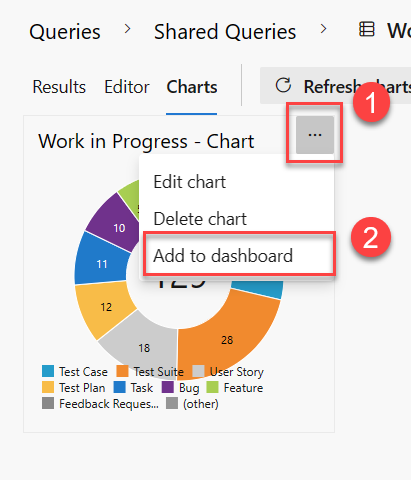 Queries > Shared Queries > Wo
Results Editor Charts Refresh charts
1
Work in Progress - Chart ...
Edit chart
Delete chart
Add to dashboard
2
10
11
12
18
28
Test Case Test Suite User Story
Test Plan Task Bug Feature
Feedback Reques... (other)